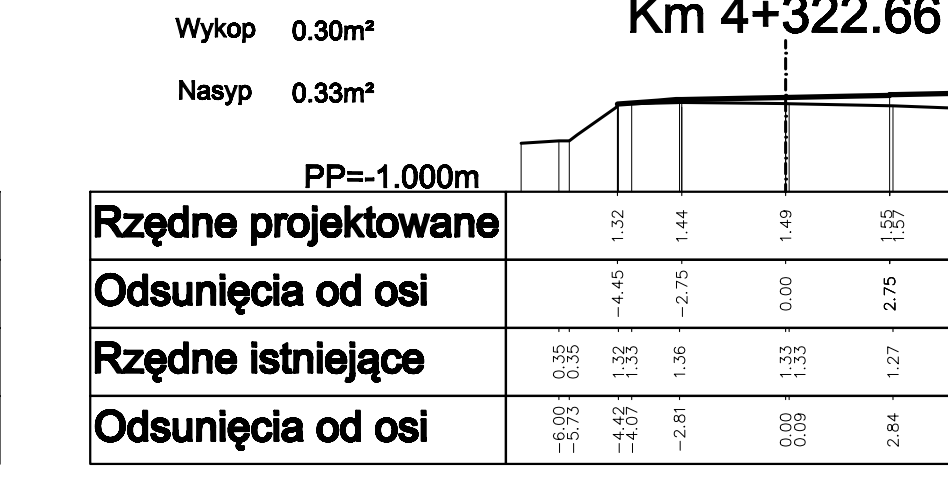 Km 4+322.66
Wykop 0.30m²
Nasyp 0.33m²
PP=-1.000m
Rzędne projektowane 1.32 1.44 1.49 1.55 1.57
Odsunięcia od osi -4.45 -2.75 0.00 2.75
Rzędne istniejące 0.35 0.35 1.32 1.33 1.36 1.33 1.33 1.27
Odsunięcia od osi -6.00 -5.73 -4.42 -4.07 -2.81 0.00 0.09 2.84